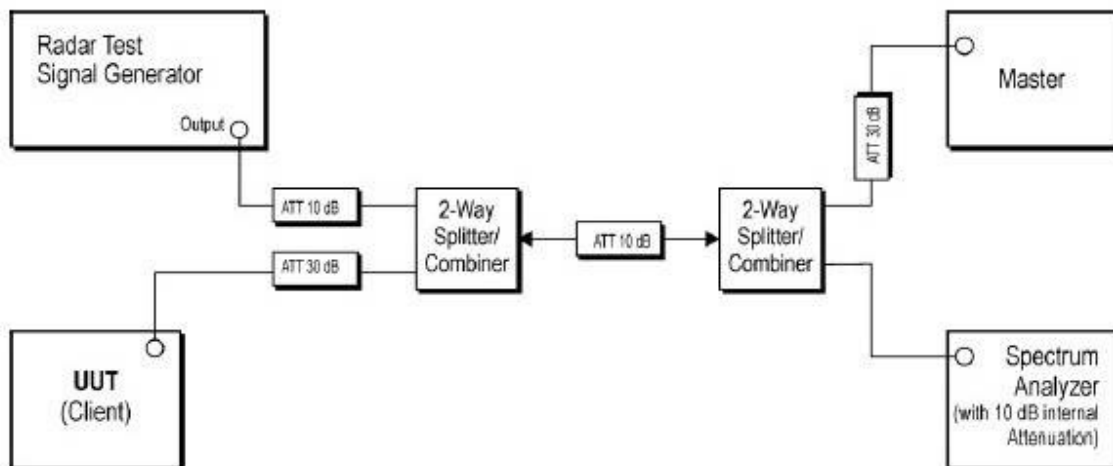 Radar Test
Signal Generator
Output
ATT 10 dB
ATT 30 dB
UUT
(Client)
2-Way
Splitter/
Combiner
ATT 10 dB
2-Way
Splitter/
Combiner
ATT 30 dB
Master
Spectrum
Analyzer
(with 10 dB internal
Attenuation)